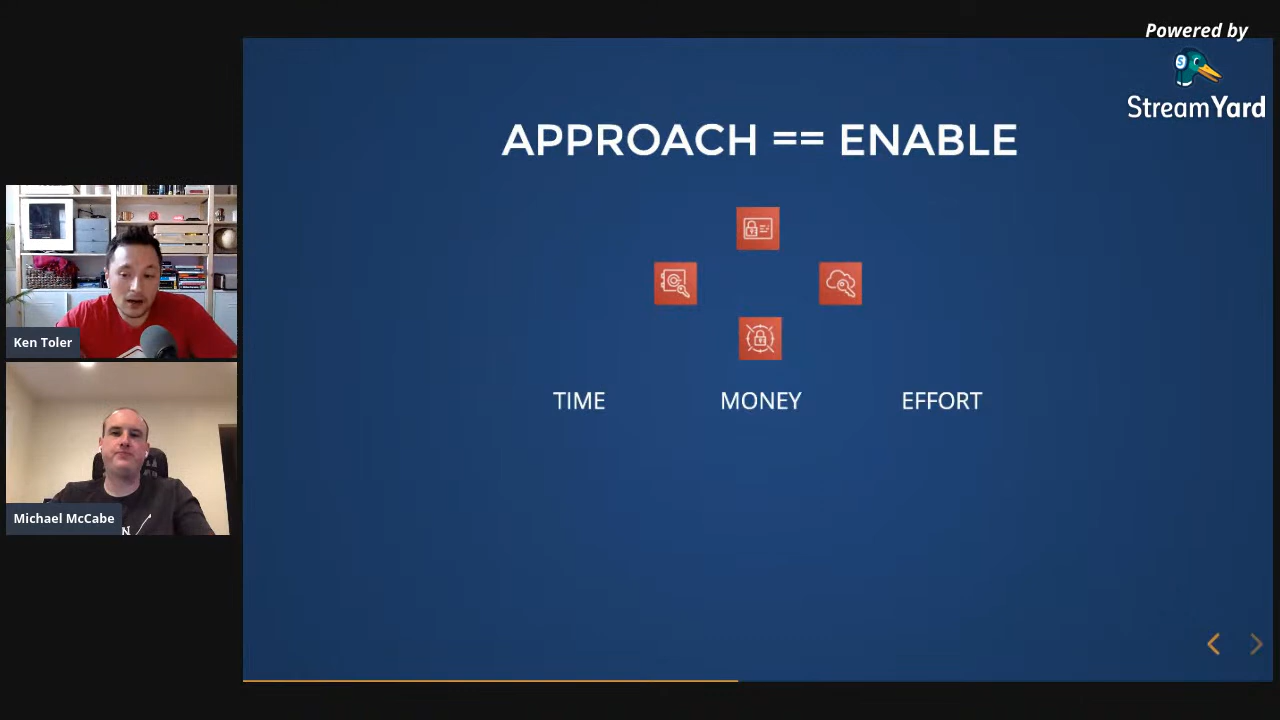 Powered by
StreamYard
APPROACH == ENABLE
TIME MONEY EFFORT
Ken Toler
Michael McCabe
N